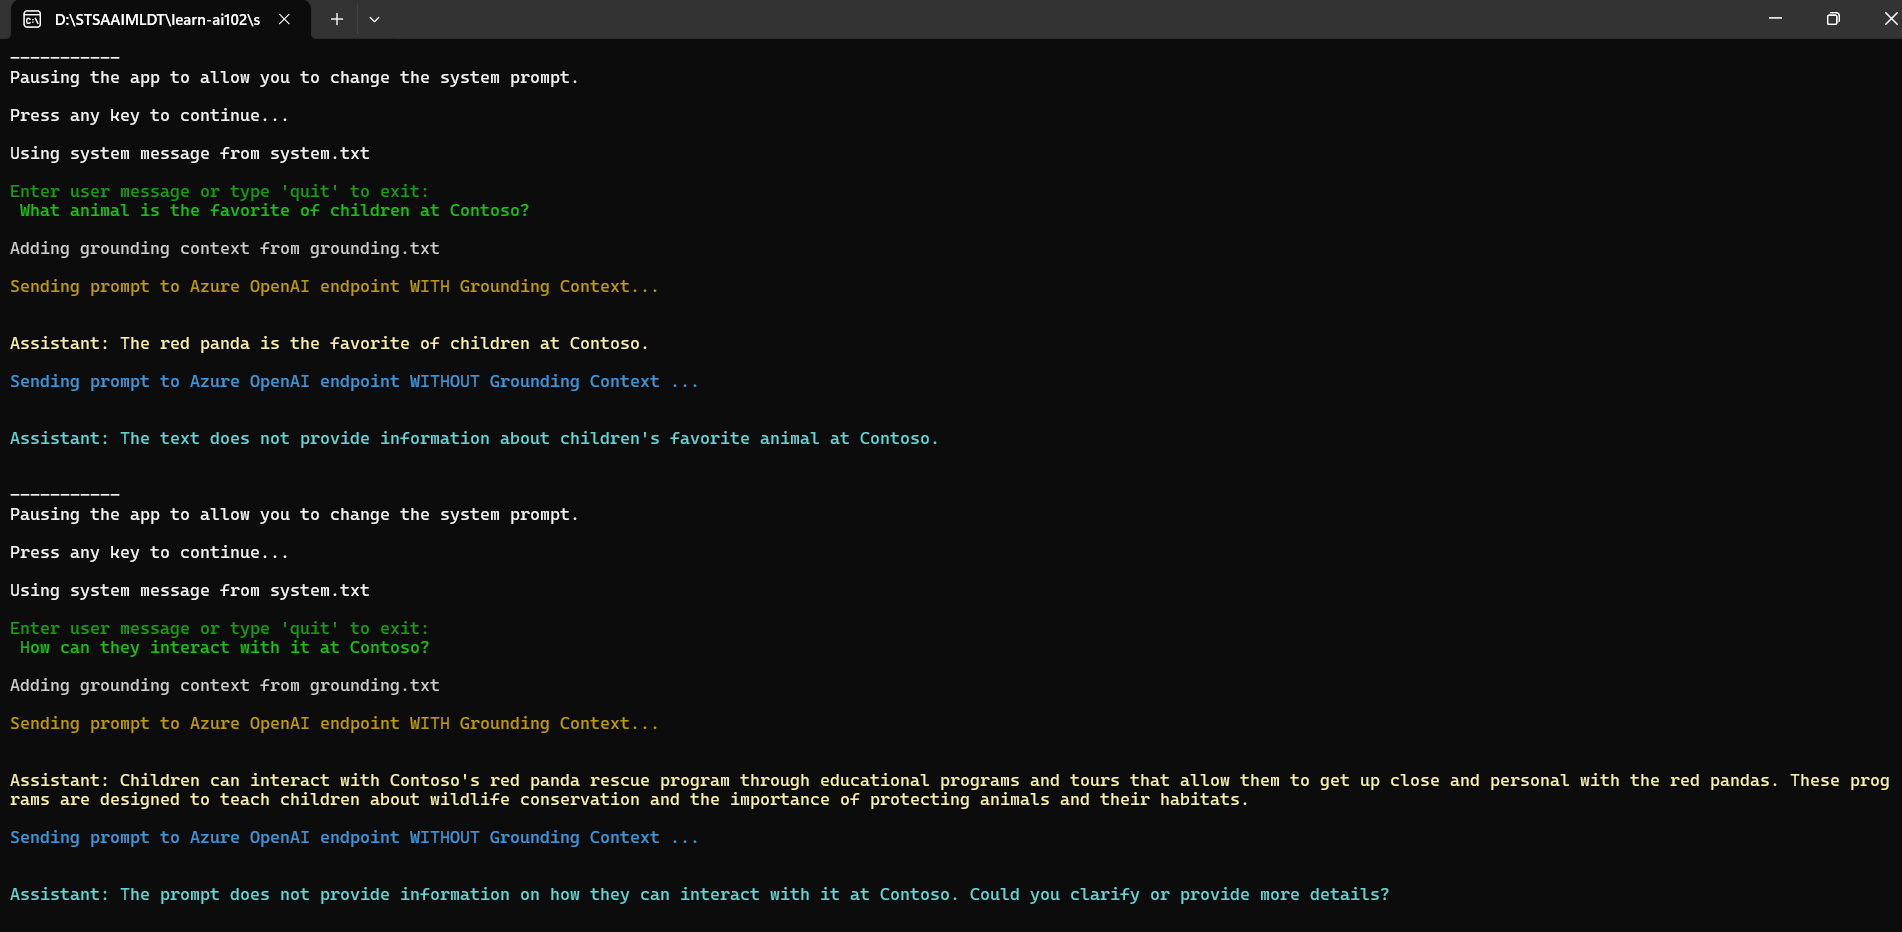 D:\STSAAIMLDT\learn-ai102\s
___________
Pausing the app to allow you to change the system prompt.
Press any key to continue...
Using system message from system.txt
Enter user message or type 'quit' to exit:
What animal is the favorite of children at Contoso?
Adding grounding context from grounding.txt
Sending prompt to Azure OpenAI endpoint WITH Grounding Context...
Assistant: The red panda is the favorite of children at Contoso.
Sending prompt to Azure OpenAI endpoint WITHOUT Grounding Context ...
Assistant: The text does not provide information about children's favorite animal at Contoso.
___________
Pausing the app to allow you to change the system prompt.
Press any key to continue...
Using system message from system.txt
Enter user message or type 'quit' to exit:
How can they interact with it at Contoso?
Adding grounding context from grounding.txt
Sending prompt to Azure OpenAI endpoint WITH Grounding Context...
Assistant: Children can interact with Contoso's red panda rescue program through educational programs and tours that allow them to get up close and personal with the red pandas. These prog
rams are designed to teach children about wildlife conservation and the importance of protecting animals and their habitats.
Sending prompt to Azure OpenAI endpoint WITHOUT Grounding Context ...
Assistant: The prompt does not provide information on how they can interact with it at Contoso. Could you clarify or provide more details?